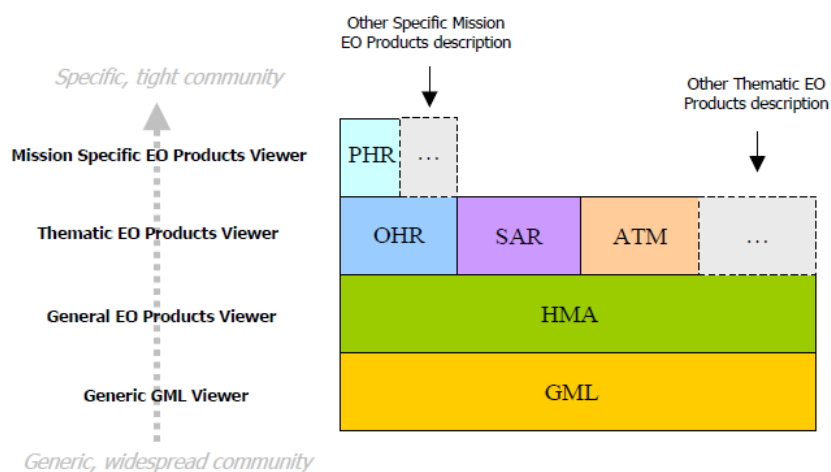 Other Specific Mission
EO Products description
Specific, tight community
Other Thematic EO
Products description
Mission Specific EO Products Viewer
PHR
...
Thematic EO Products Viewer
OHR
SAR
ATM
...
General EO Products Viewer
HMA
Generic GML Viewer
GML
Generic, widespread community